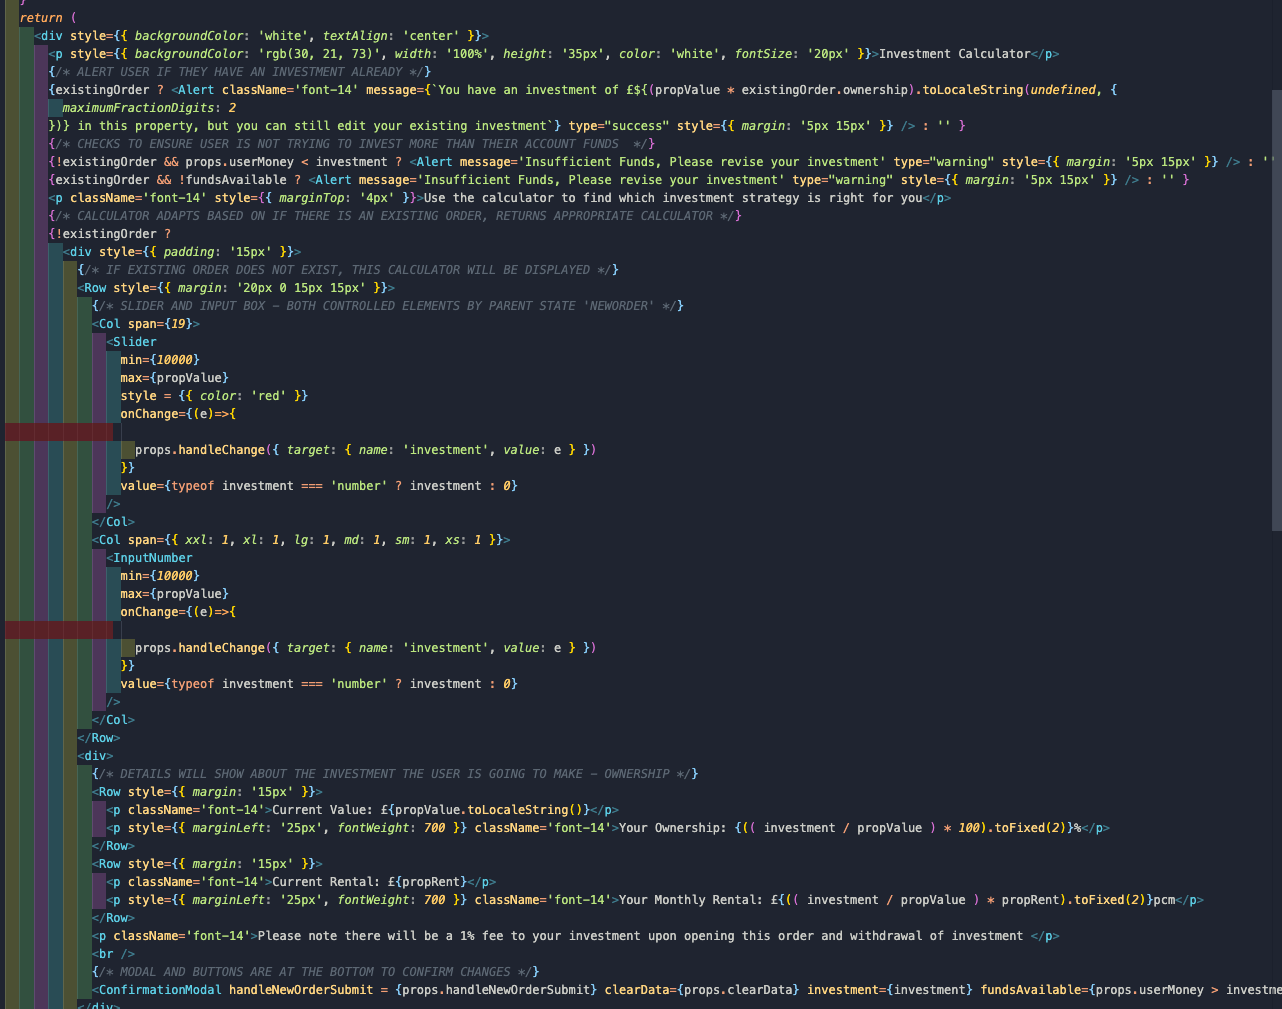 }
return (
<div style={{ backgroundColor: 'white', textAlign: 'center' }}>
<p style={{ backgroundColor: 'rgb(30, 21, 73)', width: '100%', height: '35px', color: 'white', fontSize: '20px' }}>Investment Calculator</p>
{/* ALERT USER IF THEY HAVE AN INVESTMENT ALREADY */}
{existingOrder ? <Alert className='font-14' message={`You have an investment of £${(propValue * existingOrder.ownership).toLocaleString(undefined, {
maximumFractionDigits: 2
})} in this property, but you can still edit your existing investment`} type="success" style={{ margin: '5px 15px' }} /> : '' }
{/* CHECKS TO ENSURE USER IS NOT TRYING TO INVEST MORE THAN THEIR ACCOUNT FUNDS  */}
{!existingOrder && props.userMoney < investment ? <Alert message='Insufficient Funds, Please revise your investment' type="warning" style={{ margin: '5px 15px' }} /> : ''
{existingOrder && !fundsAvailable ? <Alert message='Insufficient Funds, Please revise your investment' type="warning" style={{ margin: '5px 15px' }} /> : '' }
<p className='font-14' style={{ marginTop: '4px' }}>Use the calculator to find which investment strategy is right for you</p>
{/* CALCULATOR ADAPTS BASED ON IF THERE IS AN EXISTING ORDER, RETURNS APPROPRIATE CALCULATOR */}
{!existingOrder ?
<div style={{ padding: '15px' }}>
{/* IF EXISTING ORDER DOES NOT EXIST, THIS CALCULATOR WILL BE DISPLAYED */}
<Row style={{ margin: '20px 0 15px 15px' }}>
{/* SLIDER AND INPUT BOX - BOTH CONTROLLED ELEMENTS BY PARENT STATE 'NEWORDER' */}
<Col span={19}>
<Slider
min={10000}
max={propValue}
style = {{ color: 'red' }}
onChange={(e)=>{
props.handleChange({ target: { name: 'investment', value: e } })
}}
value={typeof investment === 'number' ? investment : 0}
/>
</Col>
<Col span={{ xxl: 1, xl: 1, lg: 1, md: 1, sm: 1, xs: 1 }}>
<InputNumber
min={10000}
max={propValue}
onChange={(e)=>{
props.handleChange({ target: { name: 'investment', value: e } })
}}
value={typeof investment === 'number' ? investment : 0}
/>
</Col>
</Row>
<div>
{/* DETAILS WILL SHOW ABOUT THE INVESTMENT THE USER IS GOING TO MAKE - OWNERSHIP */}
<Row style={{ margin: '15px' }}>
<p className='font-14'>Current Value: £{propValue.toLocaleString()}</p>
<p style={{ marginLeft: '25px', fontWeight: 700 }} className='font-14'>Your Ownership: {(( investment / propValue ) * 100).toFixed(2)}%</p>
</Row>
<Row style={{ margin: '15px' }}>
<p className='font-14'>Current Rental: £{propRent}</p>
<p style={{ marginLeft: '25px', fontWeight: 700 }} className='font-14'>Your Monthly Rental: £{(( investment / propValue ) * propRent).toFixed(2)}pcm</p>
</Row>
<p className='font-14'>Please note there will be a 1% fee to your investment upon opening this order and withdrawal of investment </p>
<br />
{/* MODAL AND BUTTONS ARE AT THE BOTTOM TO CONFIRM CHANGES */}
<ConfirmationModal handleNewOrderSubmit = {props.handleNewOrderSubmit} clearData={props.clearData} investment={investment} fundsAvailable={props.userMoney > investme
</div>